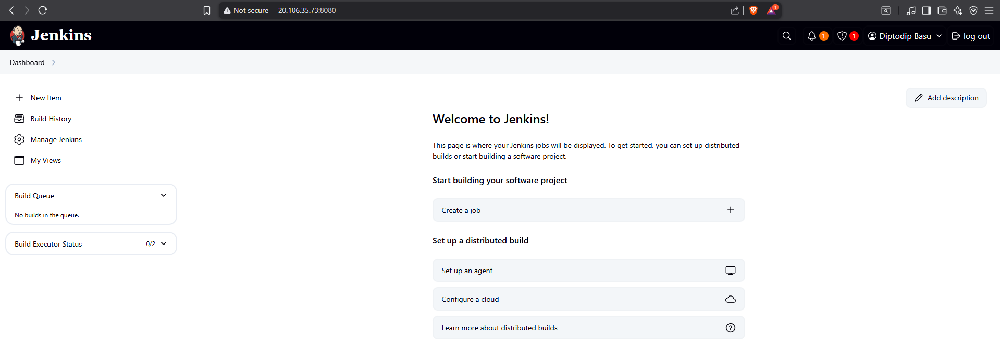 Not secure 20.106.35.73:8080
1
Jenkins
1
1
Diptodip Basu
log out
Dashboard
New Item
Build History
Manage Jenkins
My Views
Build Queue
No builds in the queue.
Build Executor Status 0/2
Add description
Welcome to Jenkins!
This page is where your Jenkins jobs will be displayed. To get started, you can set up distributed
builds or start building a software project.
Start building your software project
Create a job
Set up a distributed build
Set up an agent
Configure a cloud
Learn more about distributed builds